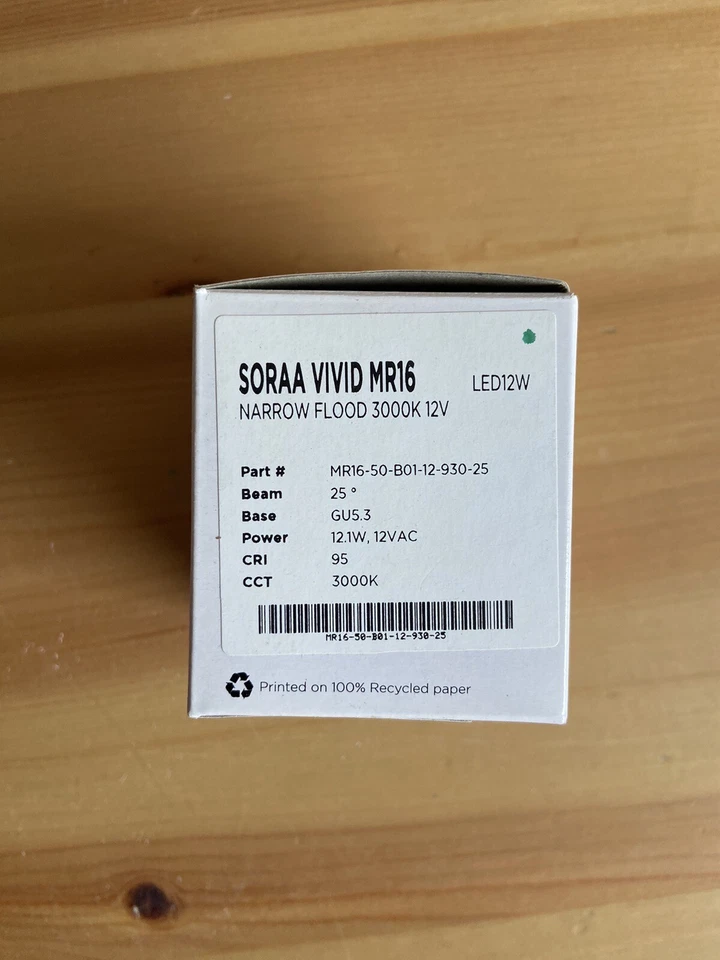 SORAA VIVID MR16 LED12W
NARROW FLOOD 3000K 12V
Part # MR16-50-B01-12-930-25
Beam 25 °
Base GU5.3
Power 12.1W, 12VAC
CRI 95
CCT 3000K
MR16-50-B01-12-930-25
Printed on 100% Recycled paper